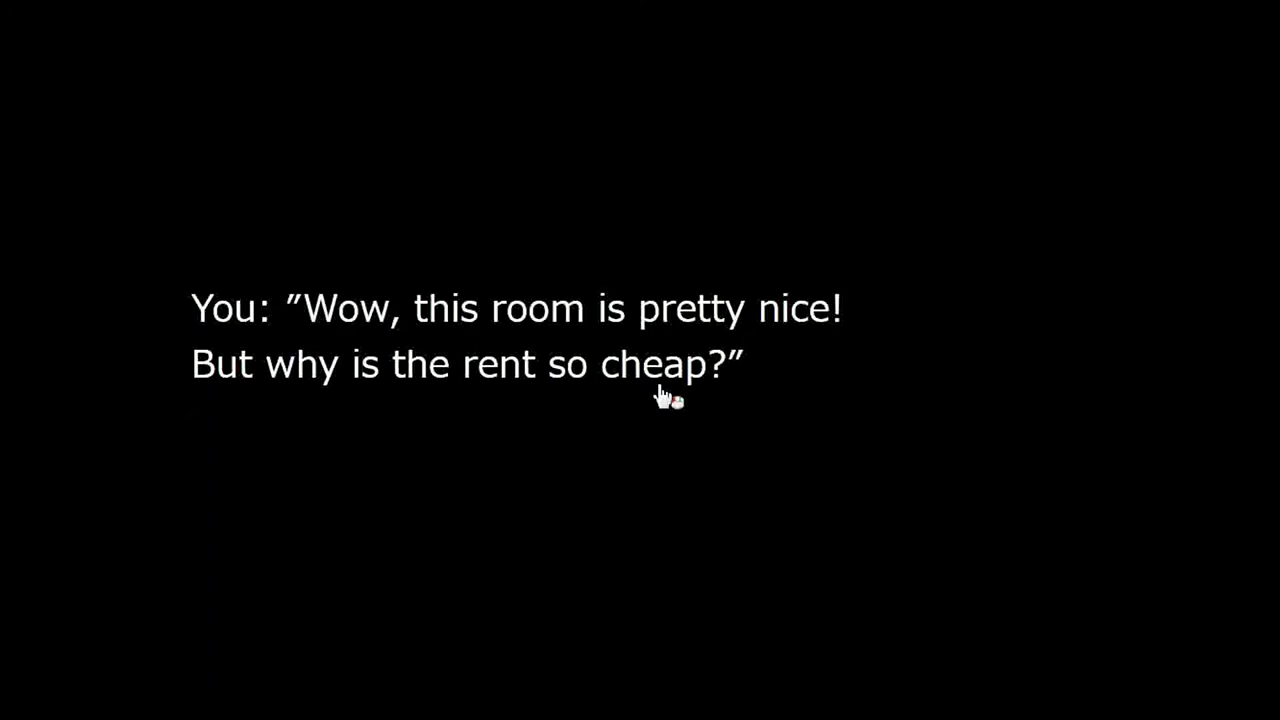 You: ”Wow, this room is pretty nice!
But why is the rent so cheap?”